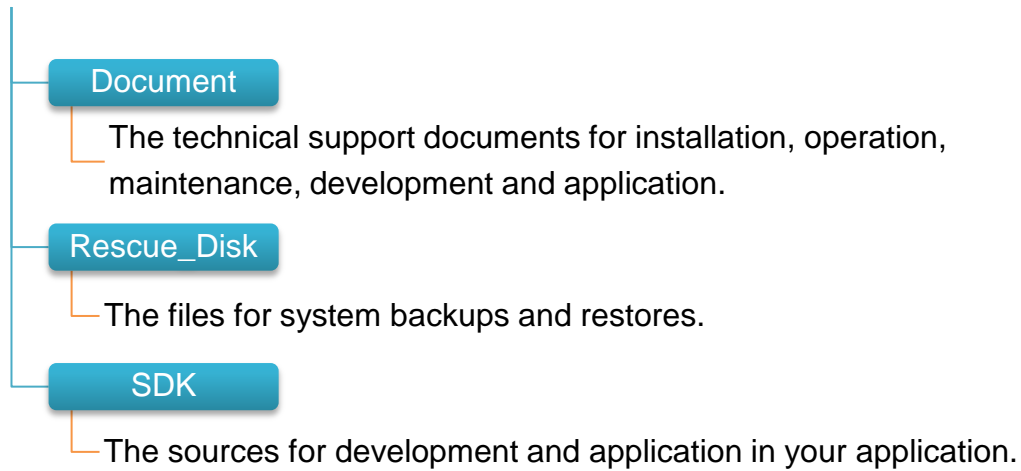 Document
The technical support documents for installation, operation,
maintenance, development and application.
Rescue_Disk
The files for system backups and restores.
SDK
The sources for development and application in your application.